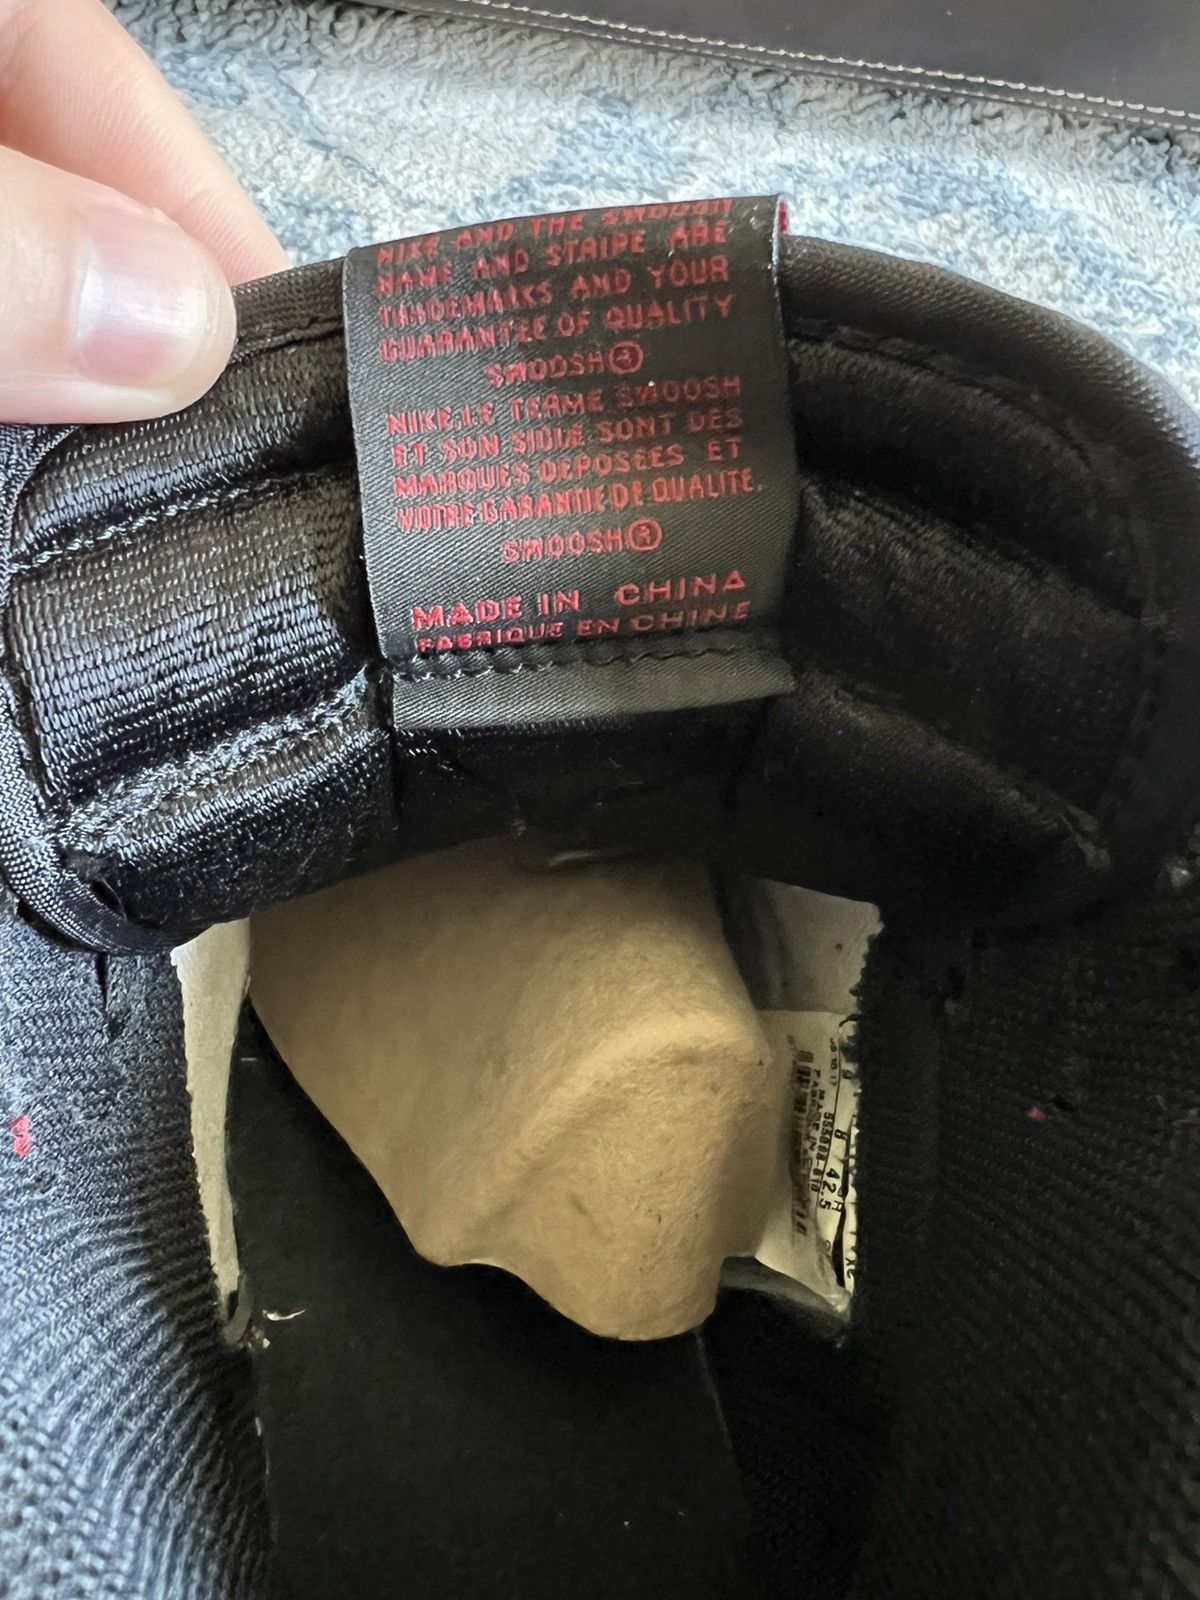 NIKE AND THE SWOOSH
NAME AND STRIPE ARE
TRADEMARKS AND YOUR
GUARANTEE OF QUALITY
SWOOSH®
NIKE.LE TERME SWOOSH
ET SON SIGLE SONT DES
MARQUES DEPOSEES ET
VOTRE GARANTIE DE QUALITE.
SWOOSH®
MADE IN CHINA
FABRIQUE EN CHINE
42.5
MADE IN